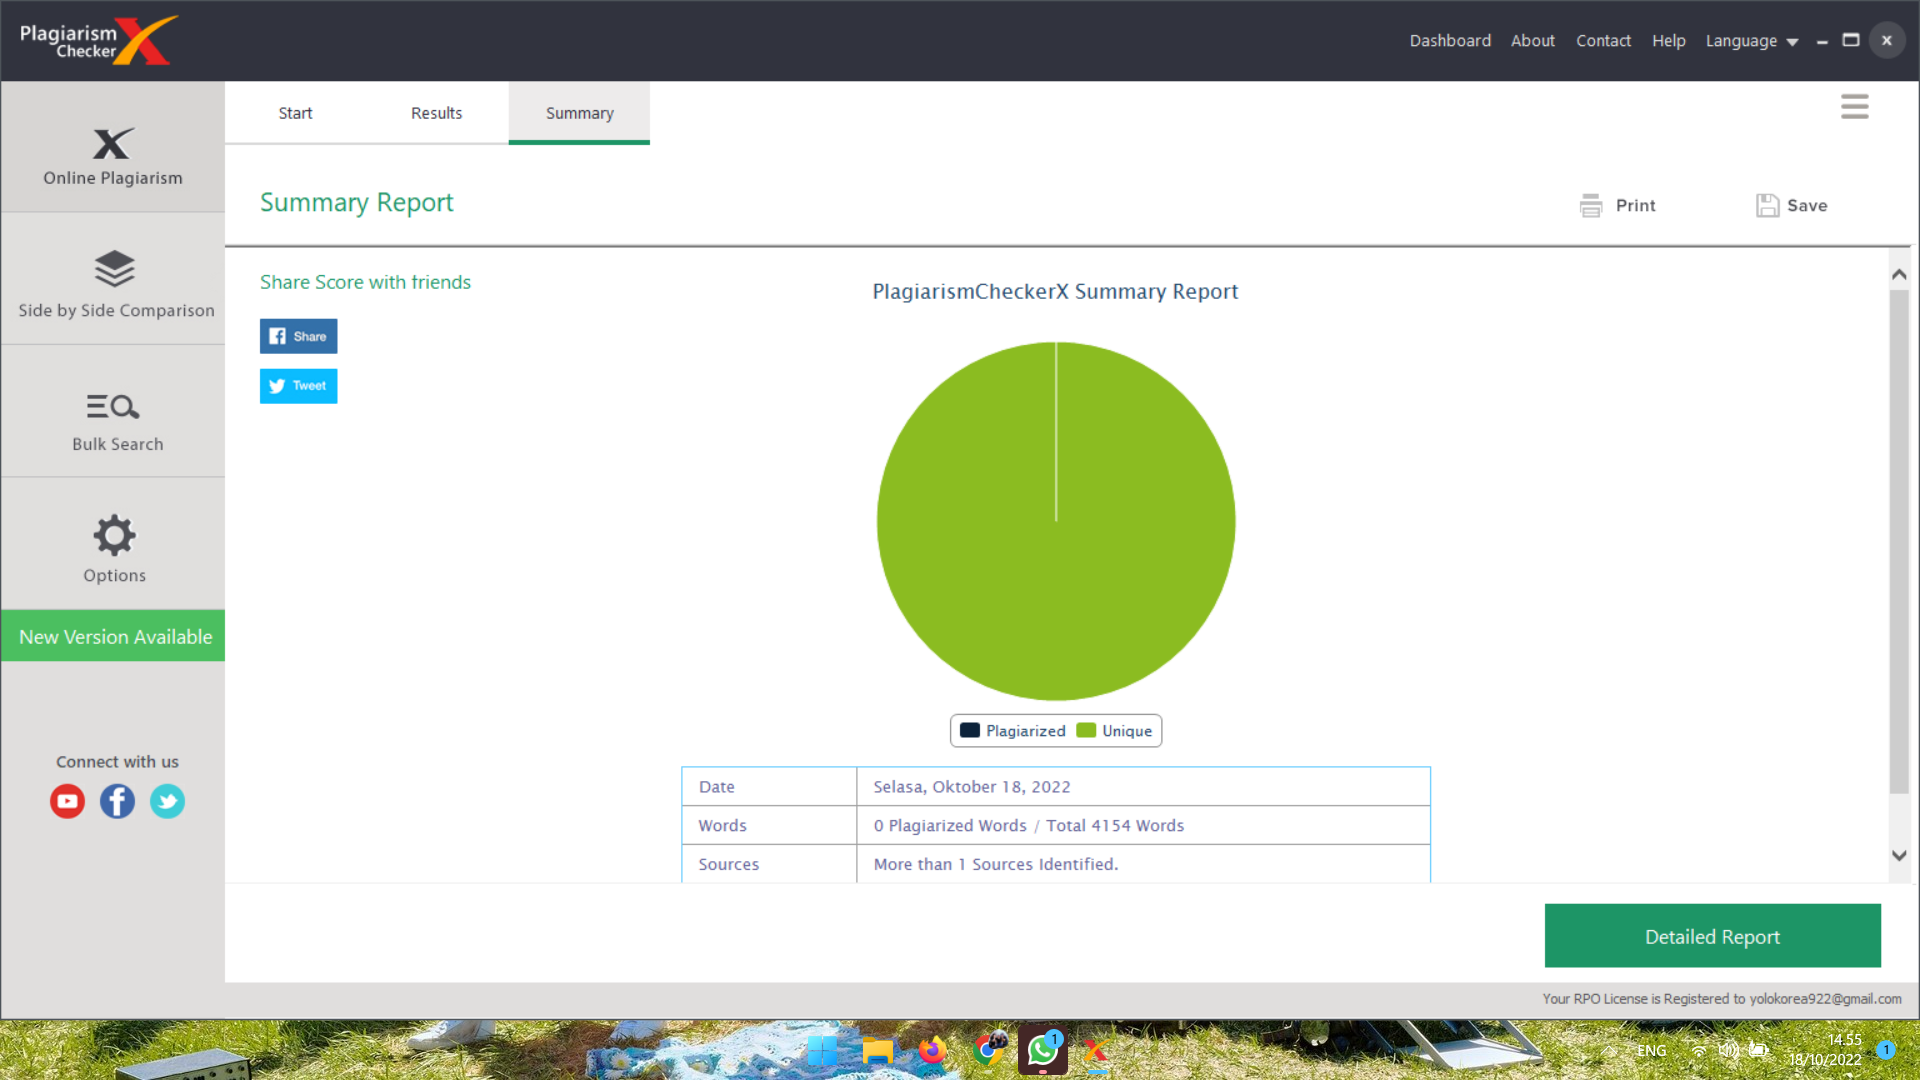 Plagiarism
Checker
Dashboard About Contact Help Language
Start Results Summary
Online Plagiarism
Summary Report
Print Save
Share Score with friends
PlagiarismCheckerX Summary Report
Side by Side Comparison
Share
Tweet
Bulk Search
Options
New Version Available
Plagiarized Unique
Connect with us
Date Selasa, Oktober 18, 2022
Words 0 Plagiarized Words / Total 4154 Words
Sources More than 1 Sources Identified.
Detailed Report
Your RPO License is Registered to yolokorea922@gmail.com
1
ENG
14.55
18/10/2022
1